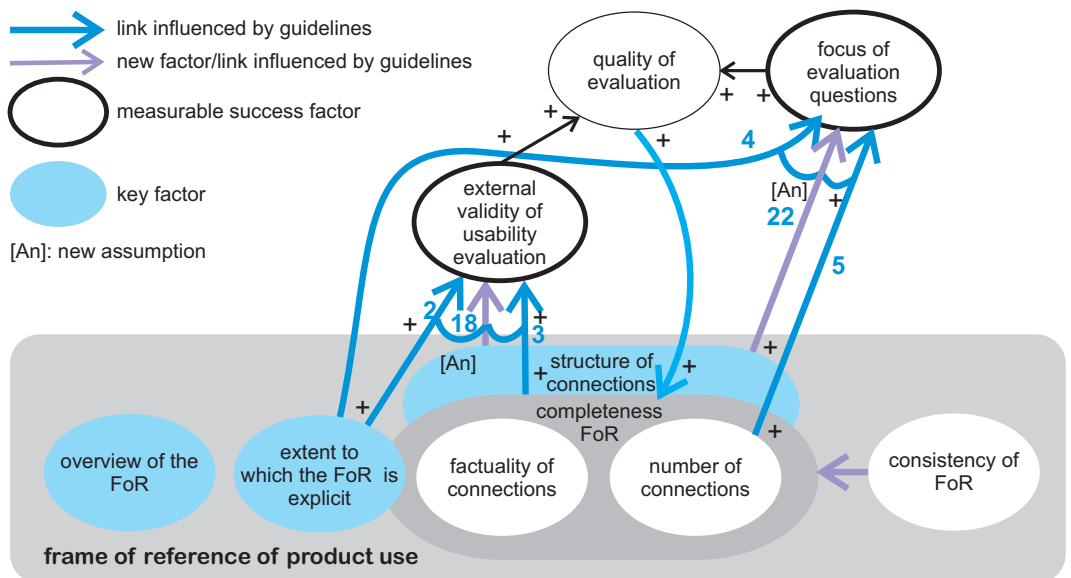 link influenced by guidelines
new factor/link influenced by guidelines
measurable success factor
key factor
[An]: new assumption
quality of
evaluation
focus of
evaluation
questions
+
+
+
+
+
+
4
[An]
22
+
5
external
validity of
usability
evaluation
+
2
18
+
3
[An]
+
+
+
+
+
structure of
connections
completeness
FoR
overview of the
FoR
extent to
which the FoR is
explicit
factuality of
connections
number of
connections
consistency of
FoR
frame of reference of product use